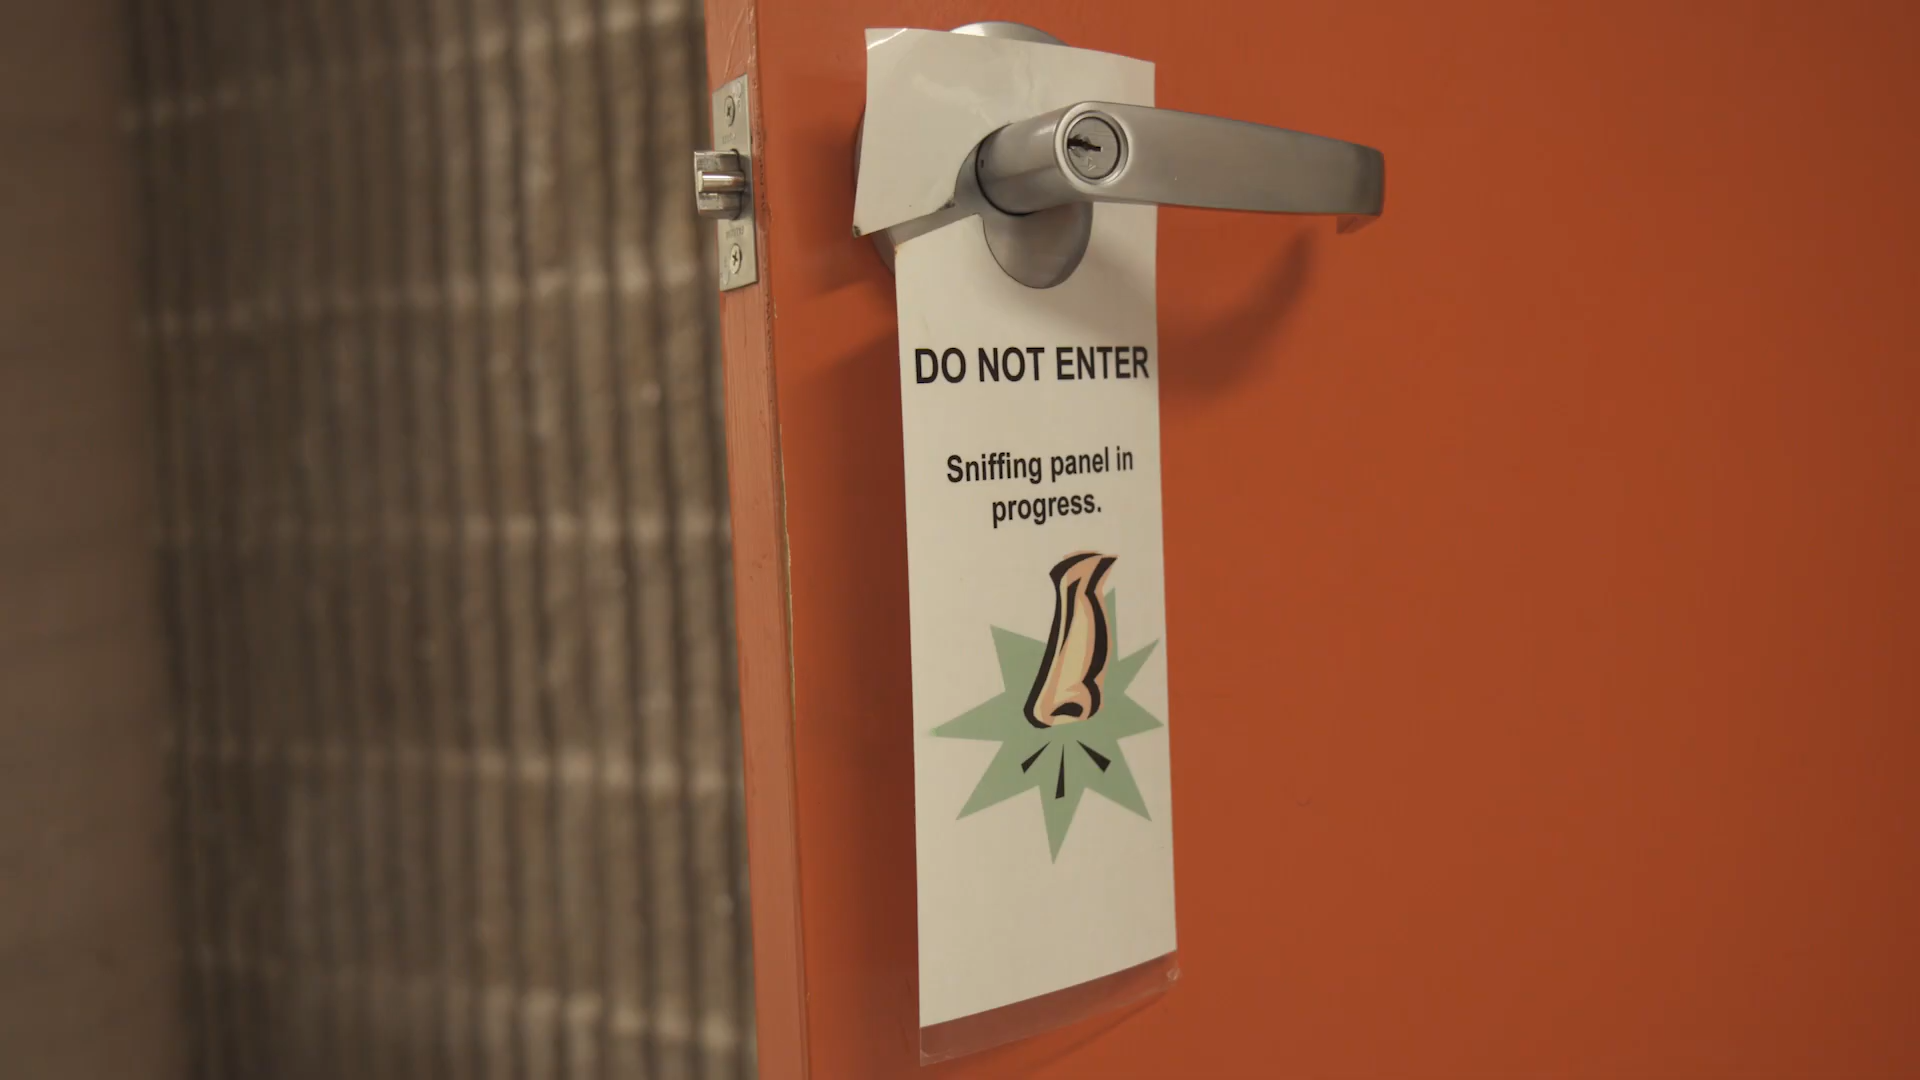 DO NOT ENTER
Sniffing panel in
progress.